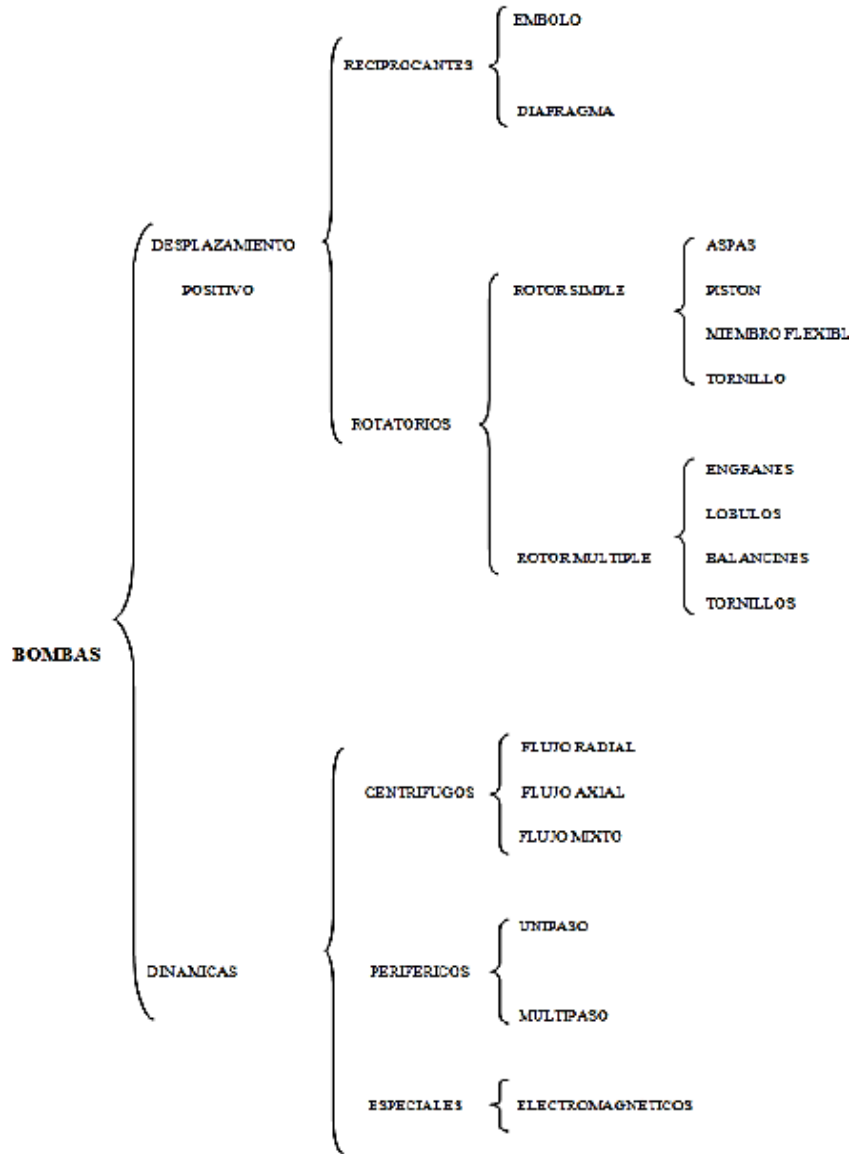 EMBOLO
RECIPROCANTES
DIAFRAGMA
DESPLAZAMIENTO
POSITIVO
ASPAS
ROTOR SIMPLE
PISTON
MIEMBRO FLEXIBL
TORNILLO
ROTATORIOS
ENGRANES
LOBULOS
ROTOR MULTIPLE
BALANCINES
TORNILLOS
BOMBAS
FLUJO RADIAL
CENTRIFUGOS
FLUJO AXIAL
FLUJO MIXTO
UNIPASO
DINAMICAS
PERIFERICOS
MULTIPASO
ESPECIALES
ELECTROMAGNETICOS